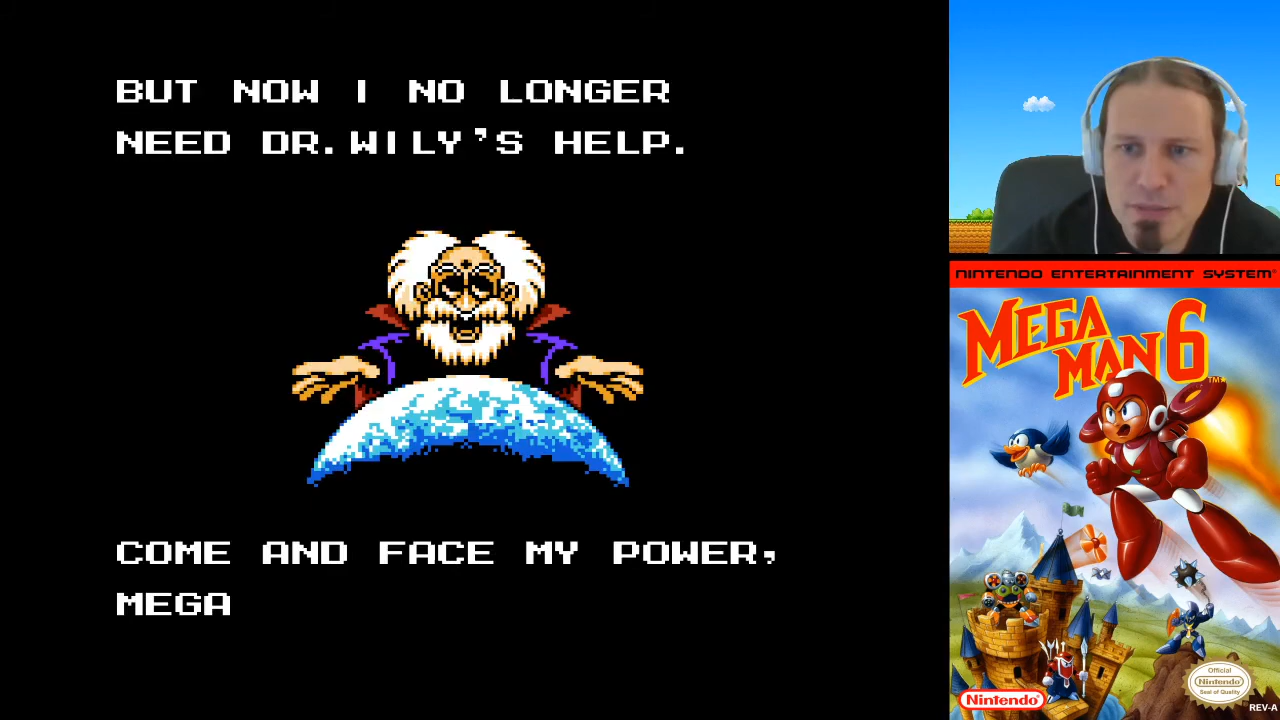 BUT NOW I NO LONGER
NEED DR.WILY'S HELP.
COME AND FACE MY POWER,
MEGA
NINTENDO ENTERTAINMENT SYSTEM®
MEGA
MAN 6
TM
Nintendo®
Official
Nintendo
Seal of Quality
REV-A